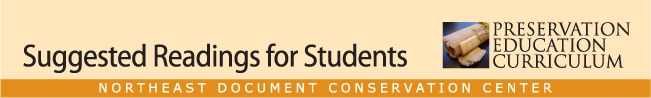 Suggested Readings for Students
PRESERVATION
EDUCATION
CURRICULUM
NORTHEAST DOCUMENT CONSERVATION CENTER